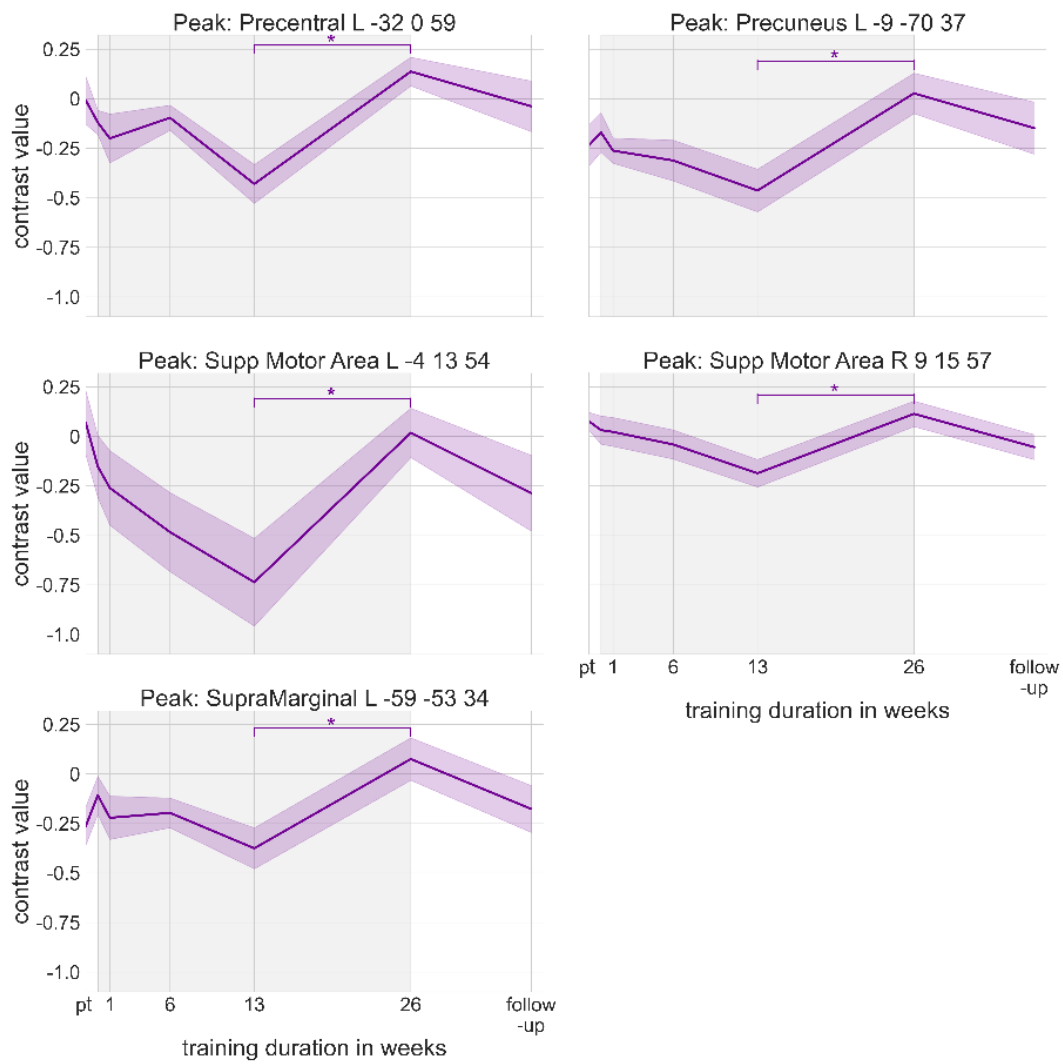 Peak: Precentral L -32 0 59
*
0.25
0
-0.25
-0.5
-0.75
-1.0
contrast value
Peak: Precuneus L -9 -70 37
*
Peak: Supp Motor Area L -4 13 54
*
0.25
0
-0.25
-0.5
-0.75
-1.0
contrast value
Peak: Supp Motor Area R 9 15 57
*
pt 1 6 13 26 follow
-up
training duration in weeks
Peak: SupraMarginal L -59 -53 34
*
0.25
0
-0.25
-0.5
-0.75
-1.0
contrast value
pt 1 6 13 26 follow
-up
training duration in weeks